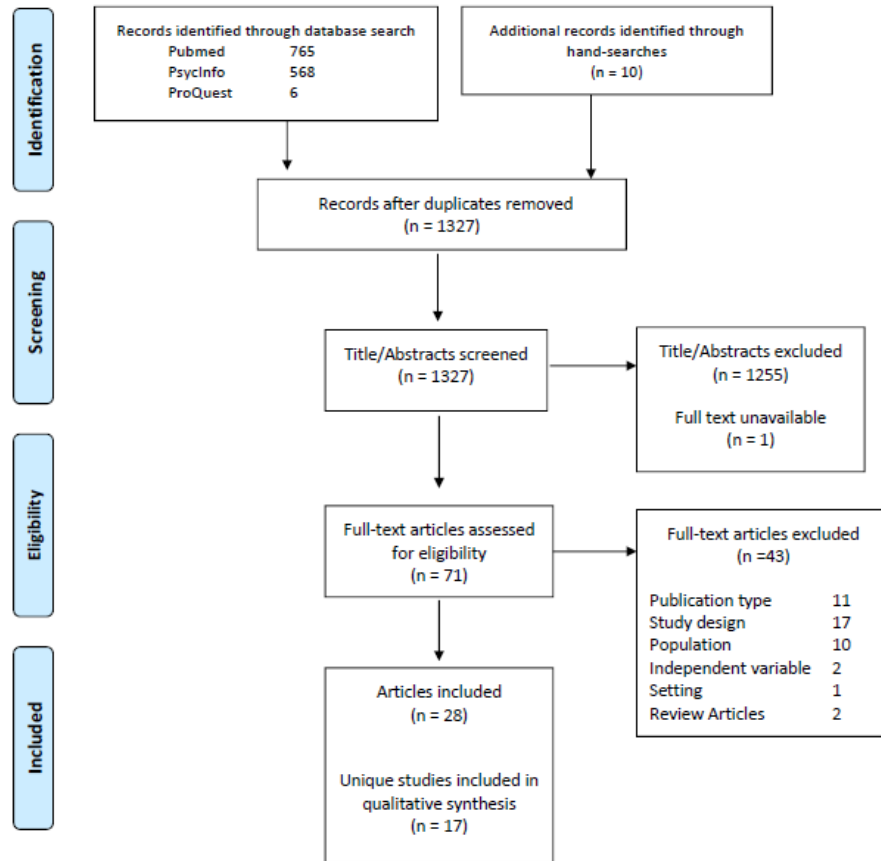 Identification
Records identified through database search
Pubmed 765
PsycInfo 568
ProQuest 6
Additional records identified through
hand-searches
(n = 10)
Records after duplicates removed
(n = 1327)
Screening
Title/Abstracts screened
(n = 1327)
Title/Abstracts excluded
(n = 1255)
Full text unavailable
(n = 1)
Eligibility
Full-text articles assessed
for eligibility
(n = 71)
Full-text articles excluded
(n =43)
Publication type 11
Study design 17
Population 10
Independent variable 2
Setting 1
Review Articles 2
Included
Articles included
(n = 28)
Unique studies included in
qualitative synthesis
(n = 17)